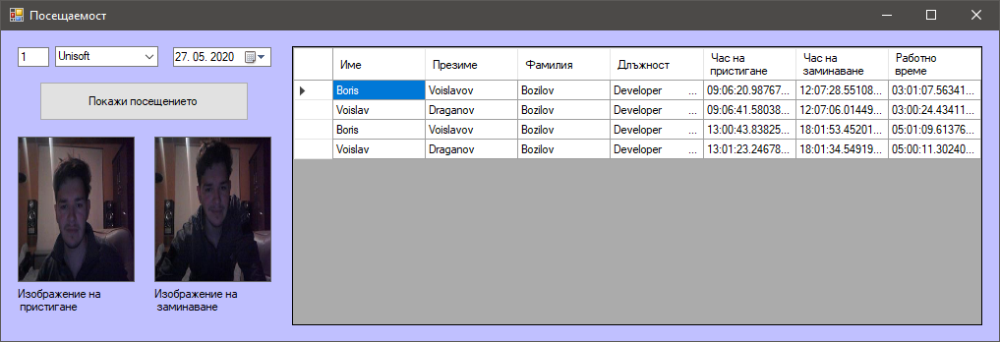 Посещаемост
1 Unisoft 27. 05. 2020
Покажи посещението
Изображение на
пристигане
Изображение на
заминаване
Име Презиме Фамилия Длъжност Час на пристигане Час на заминаване Работно време
Boris Voislavov Bozilov Developer ... 09:06:20.98767... 12:07:28.55108... 03:01:07.56341...
Voislav Draganov Bozilov Developer ... 09:06:41.58038... 12:07:06.01449... 03:00:24.43411...
Boris Voislavov Bozilov Developer ... 13:00:43.83825... 18:01:53.45201... 05:01:09.61376...
Voislav Draganov Bozilov Developer ... 13:01:23.24678... 18:01:34.54919... 05:00:11.30240...